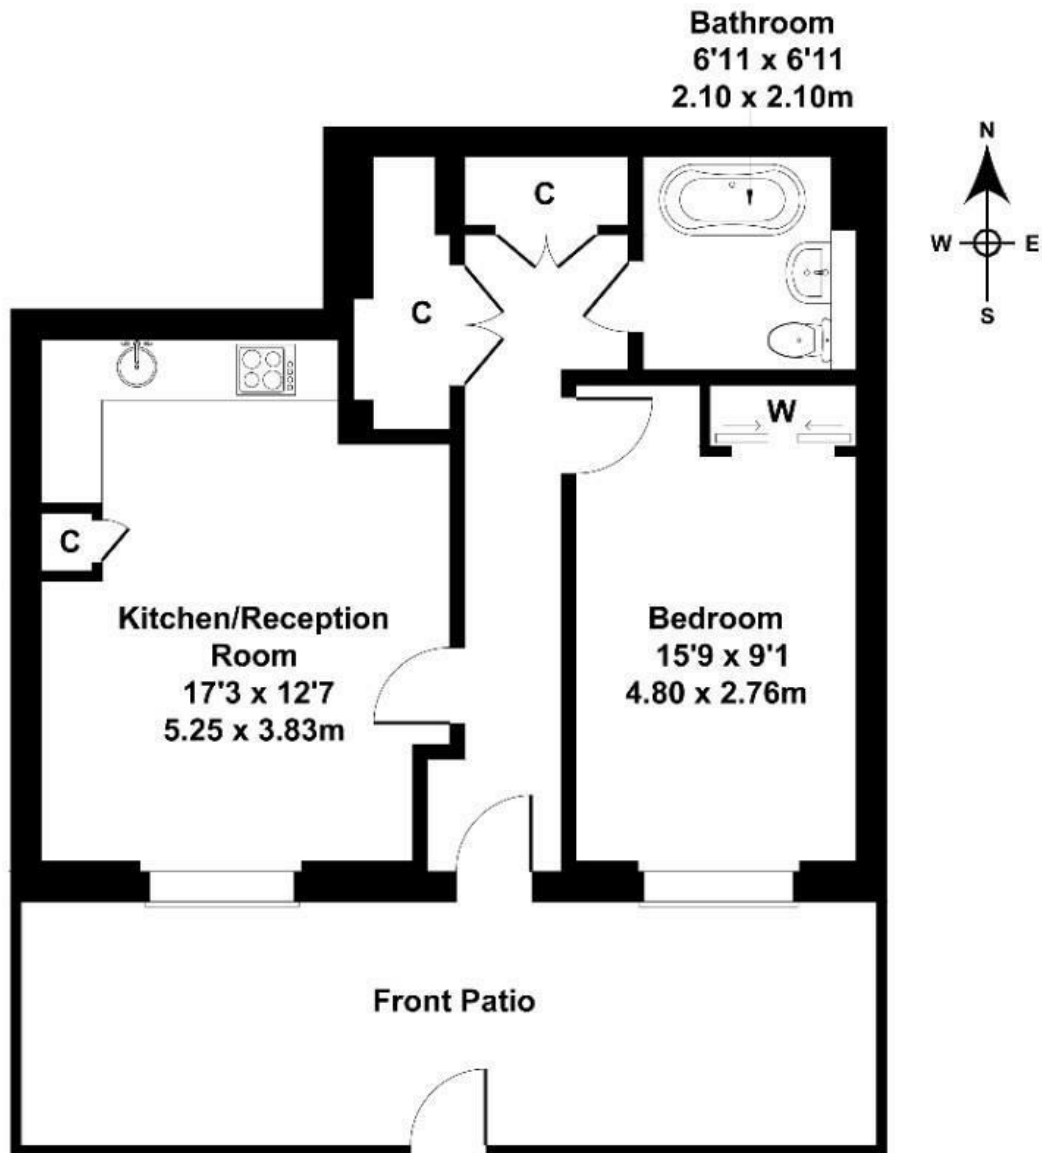 Bathroom
6'11 x 6'11
2.10 x 2.10m
N
W E
S
C
C
W
C
Kitchen/Reception
Room
17'3 x 12'7
5.25 x 3.83m
Bedroom
15'9 x 9'1
4.80 x 2.76m
Front Patio